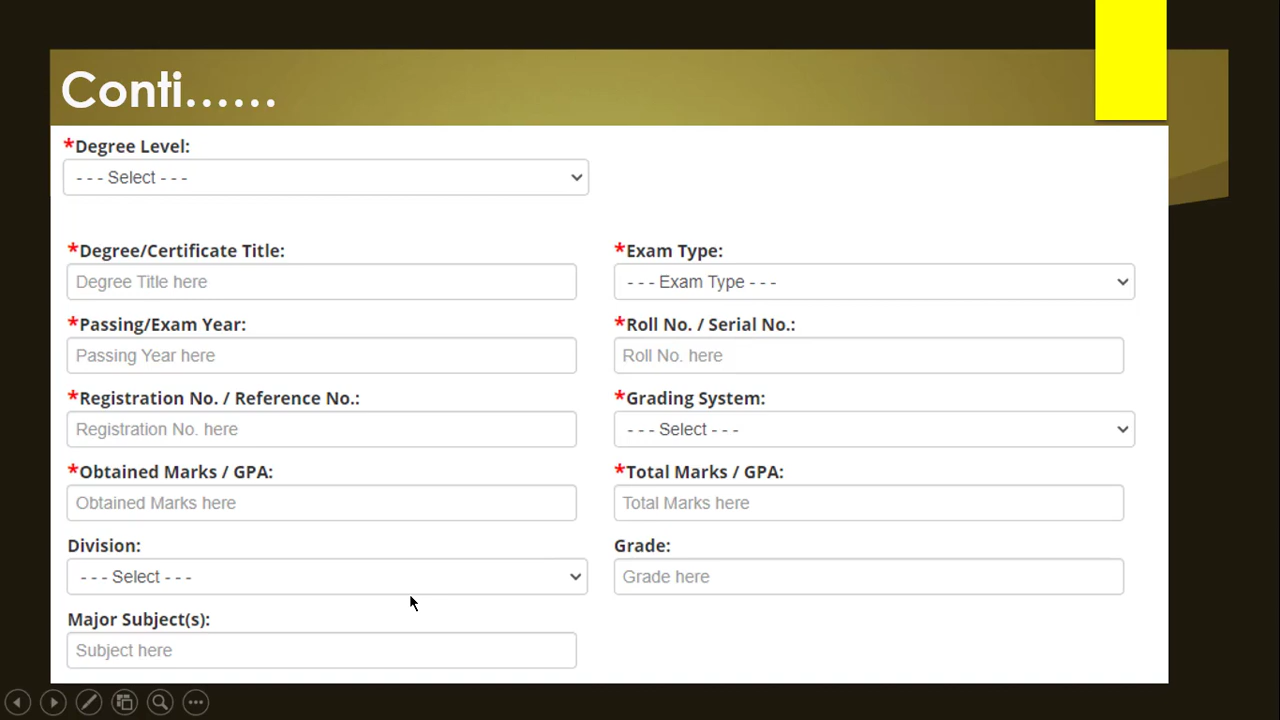 Conti......
*Degree Level:
- - - Select - - -
*Degree/Certificate Title:
Degree Title here
*Exam Type:
- - - Exam Type - - -
*Passing/Exam Year:
Passing Year here
*Roll No. / Serial No.:
Roll No. here
*Registration No. / Reference No.:
Registration No. here
*Grading System:
- - - Select - - -
*Obtained Marks / GPA:
Obtained Marks here
*Total Marks / GPA:
Total Marks here
Division:
- - - Select - - -
Grade:
Grade here
Major Subject(s):
Subject here